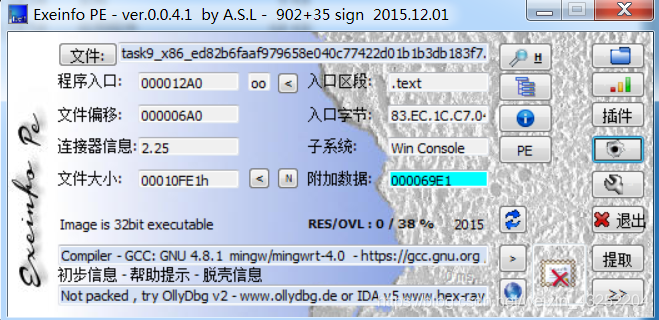 Exeinfo PE - ver.0.0.4.1 by A.S.L - 902+35 sign 2015.12.01
Exeinfo Pe
文件: task9_x86_ed82b6faaf979658e040c77422d01b1b3db183f7.
H
程序入口: 000012A0 oo < 入口区段: .text
文件偏移: 000006A0 入口字节: 83.EC.1C.C7.0
插件
连接器信息: 2.25 子系统: Win Console PE
文件大小: 00010FE1h < N 附加数据: 000069E1
Image is 32bit executable RES/OVL : 0 / 38 % 2015 退出
Compiler - GCC: GNU 4.8.1 mingw/mingwrt-4.0 - https://gcc.gnu.org > 提取
初步信息 - 帮助提示 - 脱壳信息
Not packed , try OllyDbg v2 - www.ollydbg.de or IDA v5 www.hex-ray >>